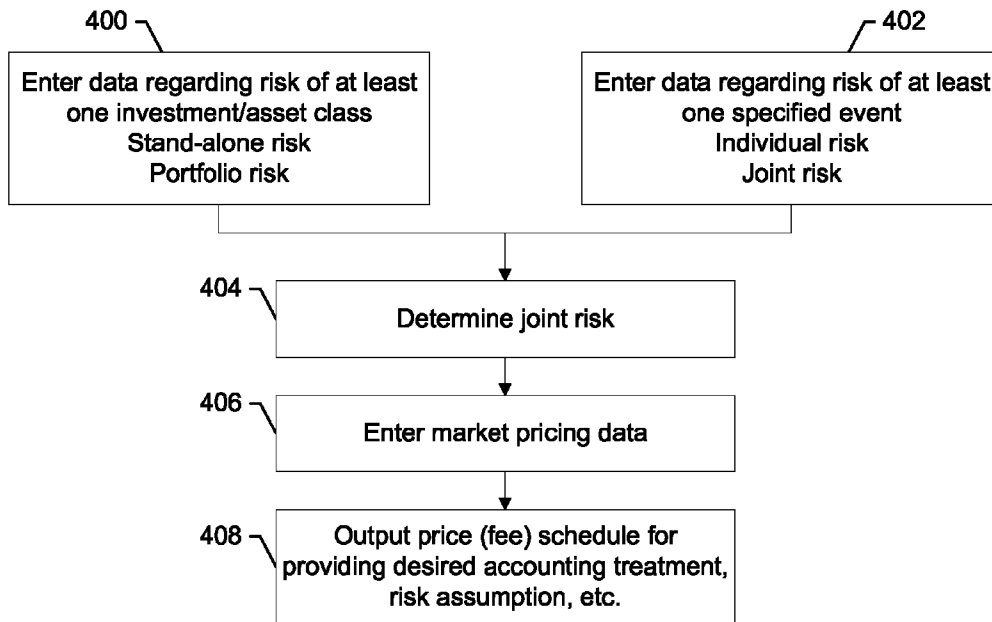 400
Enter data regarding risk of at least
one investment/asset class
Stand-alone risk
Portfolio risk
402
Enter data regarding risk of at least
one specified event
Individual risk
Joint risk
404
Determine joint risk
406
Enter market pricing data
408
Output price (fee) schedule for
providing desired accounting treatment,
risk assumption, etc.